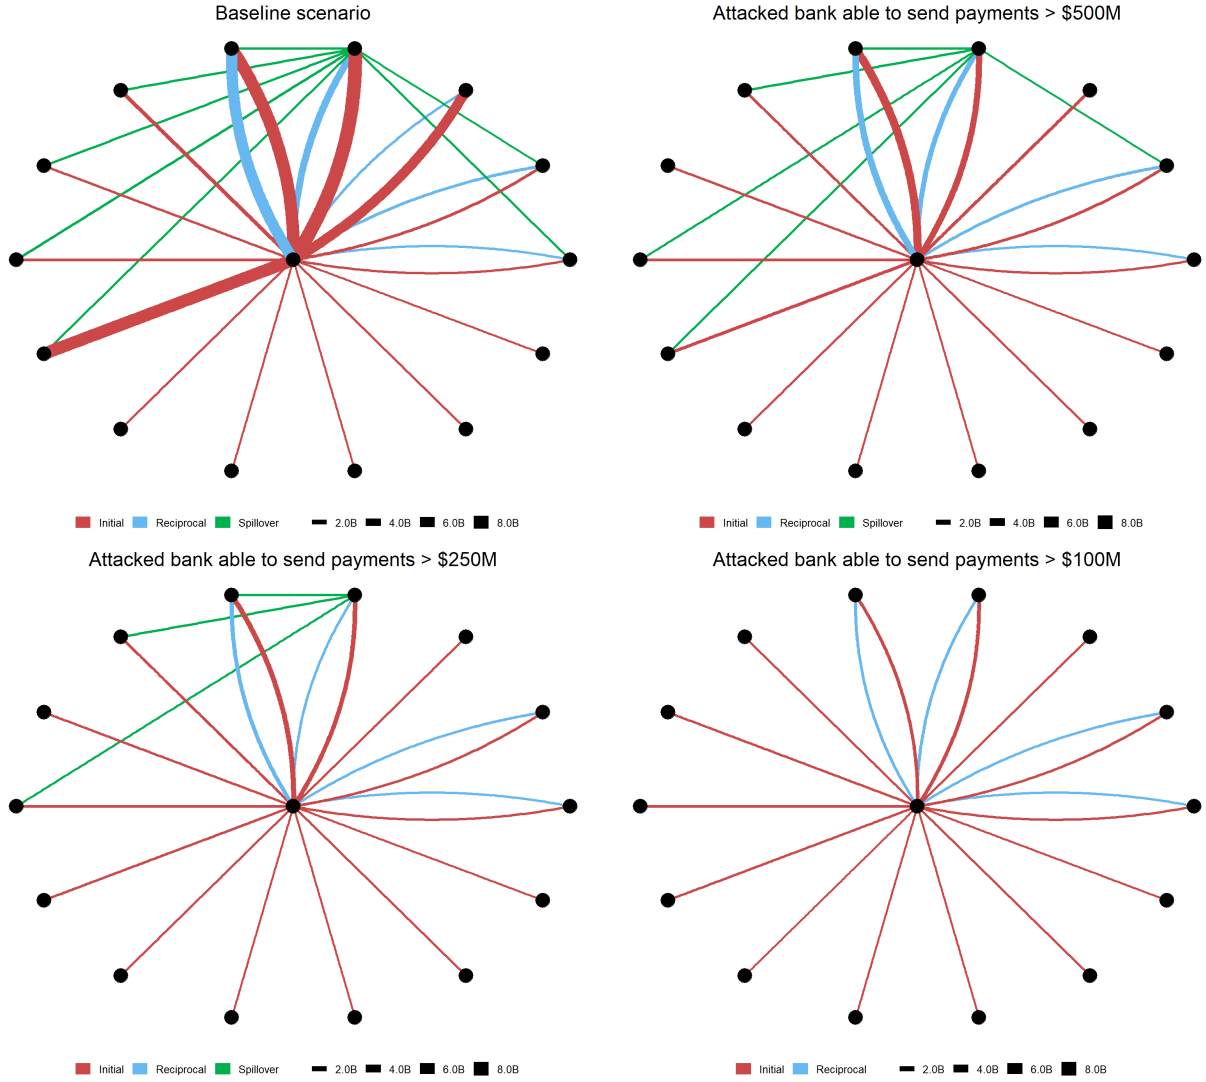 Baseline scenario
Attacked bank able to send payments > $500M
Initial Reciprocal Spillover 2.0B 4.0B 6.0B 8.0B
Initial Reciprocal Spillover 2.0B 4.0B 6.0B 8.0B
Attacked bank able to send payments > $250M
Attacked bank able to send payments > $100M
Initial Reciprocal Spillover 2.0B 4.0B 6.0B 8.0B
Initial Reciprocal 2.0B 4.0B 6.0B 8.0B